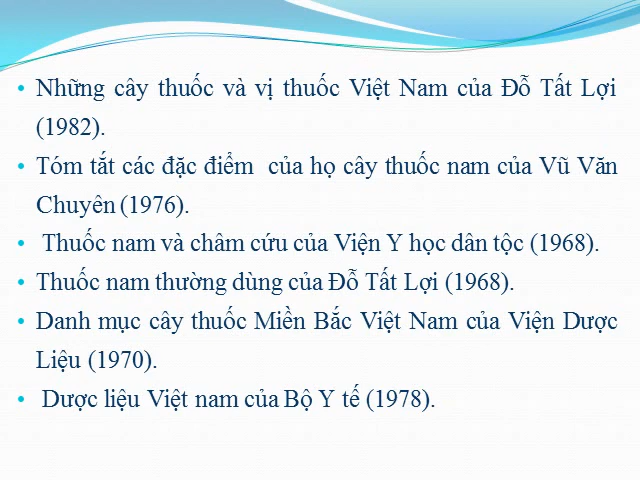 • Những cây thuốc và vị thuốc Việt Nam của Đỗ Tất Lợi
(1982).
• Tóm tắt các đặc điểm của họ cây thuốc nam của Vũ Văn
Chuyên (1976).
• Thuốc nam và châm cứu của Viện Y học dân tộc (1968).
• Thuốc nam thường dùng của Đỗ Tất Lợi (1968).
• Danh mục cây thuốc Miền Bắc Việt Nam của Viện Dược
Liệu (1970).
• Dược liệu Việt nam của Bộ Y tế (1978).